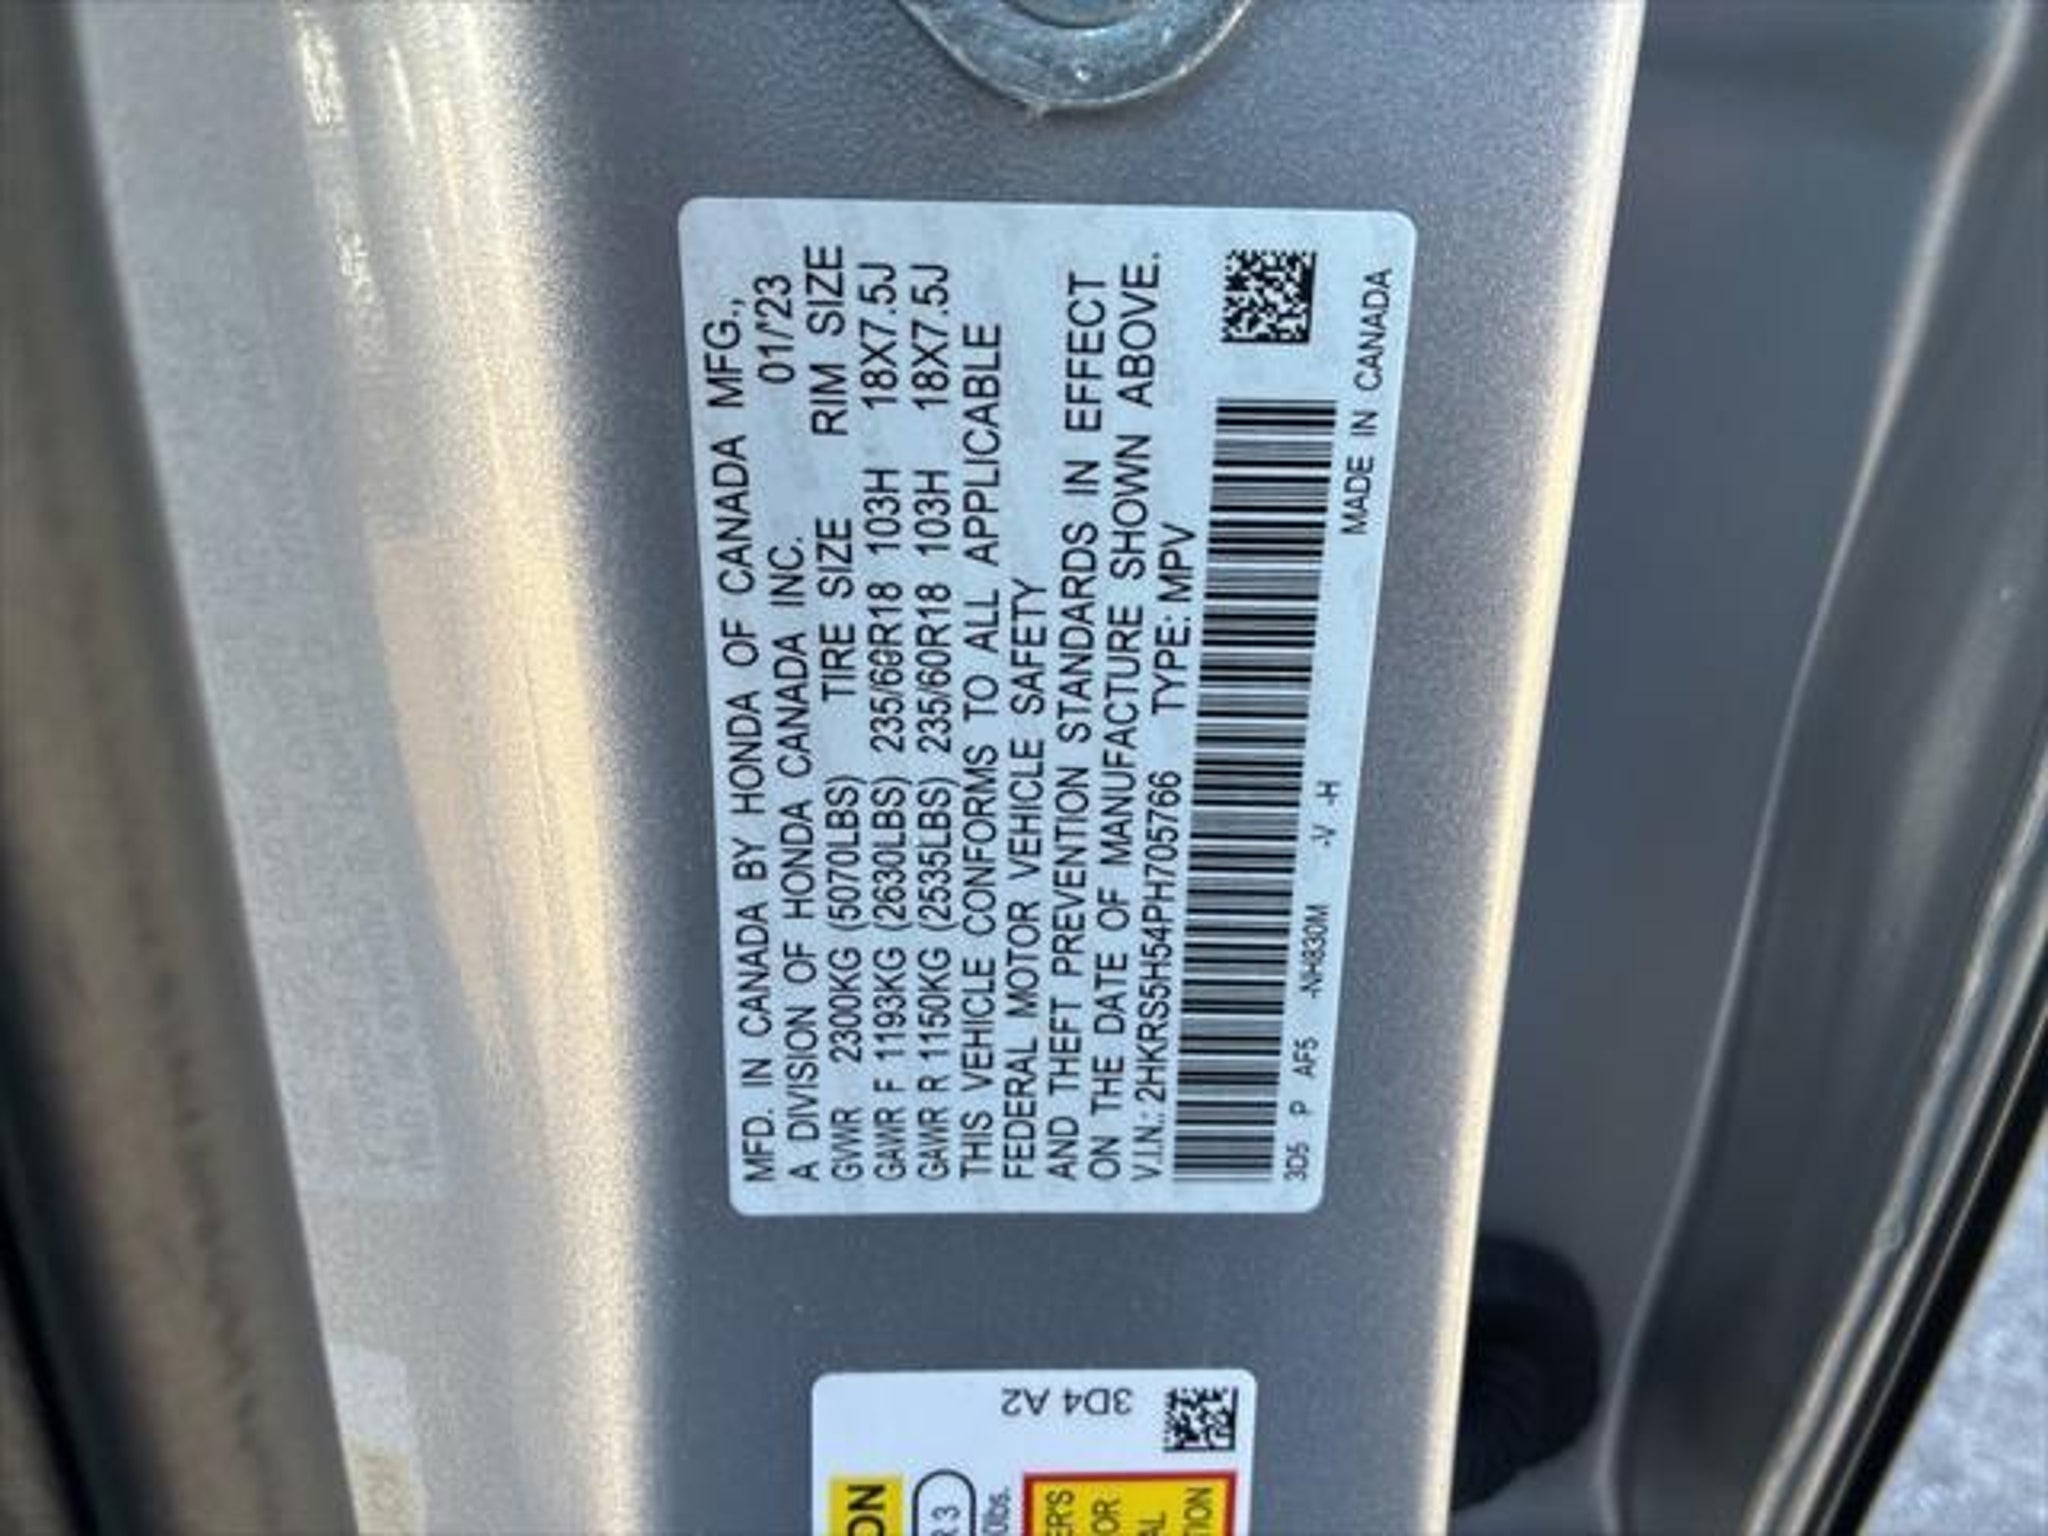 MFD. IN CANADA BY HONDA OF CANADA MFG.,
A DIVISION OF HONDA CANADA INC. 01/'23
GVWR 2300KG (5070LBS) TIRE SIZE RIM SIZE
GAWR F 1193KG (2630LBS) 235/60R18 103H 18X7.5J
GAWR R 1150KG (2535LBS) 235/60R18 103H 18X7.5J
THIS VEHICLE CONFORMS TO ALL APPLICABLE
FEDERAL MOTOR VEHICLE SAFETY
AND THEFT PREVENTION STANDARDS IN EFFECT
ON THE DATE OF MANUFACTURE SHOWN ABOVE.
V.I.N.: 2HKRS5H54PH705766 TYPE: MPV
3D5 P AF5 -NH830M -V -H MADE IN CANADA
3D4 A2